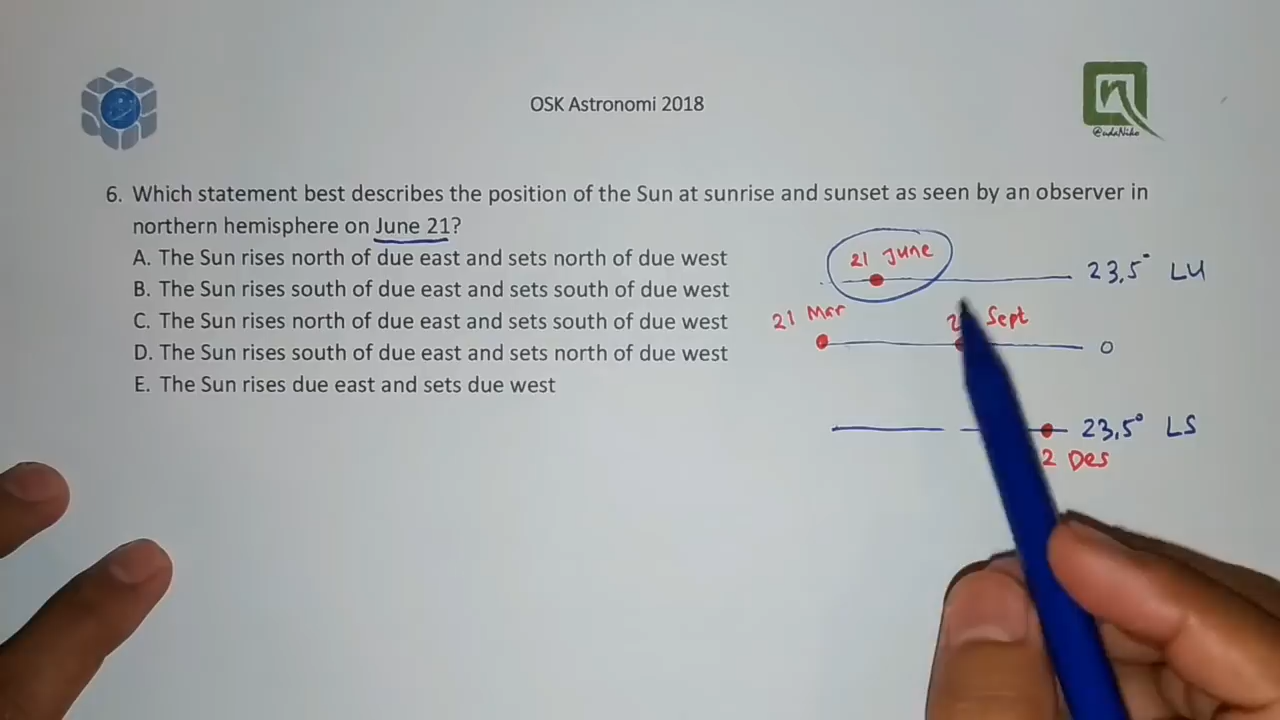 OSK Astronomi 2018
@udaNiko
6. Which statement best describes the position of the Sun at sunrise and sunset as seen by an observer in
northern hemisphere on June 21?
A. The Sun rises north of due east and sets north of due west
B. The Sun rises south of due east and sets south of due west
C. The Sun rises north of due east and sets south of due west
D. The Sun rises south of due east and sets north of due west
E. The Sun rises due east and sets due west
21 June
23,5° LU
21 Mar
Sept
0
23,5° LS
2 Des